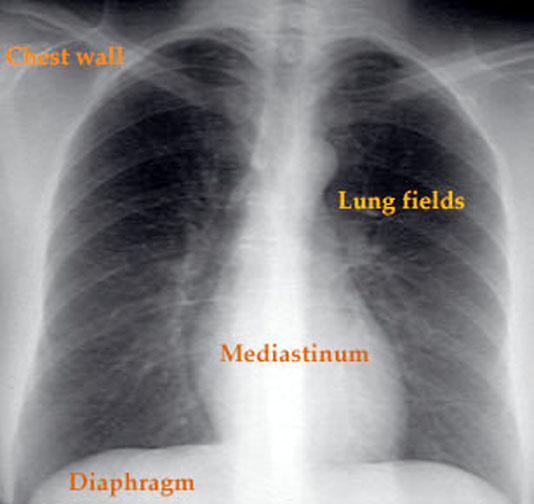 Chest wall
Lung fields
Mediastinum
Diaphragm